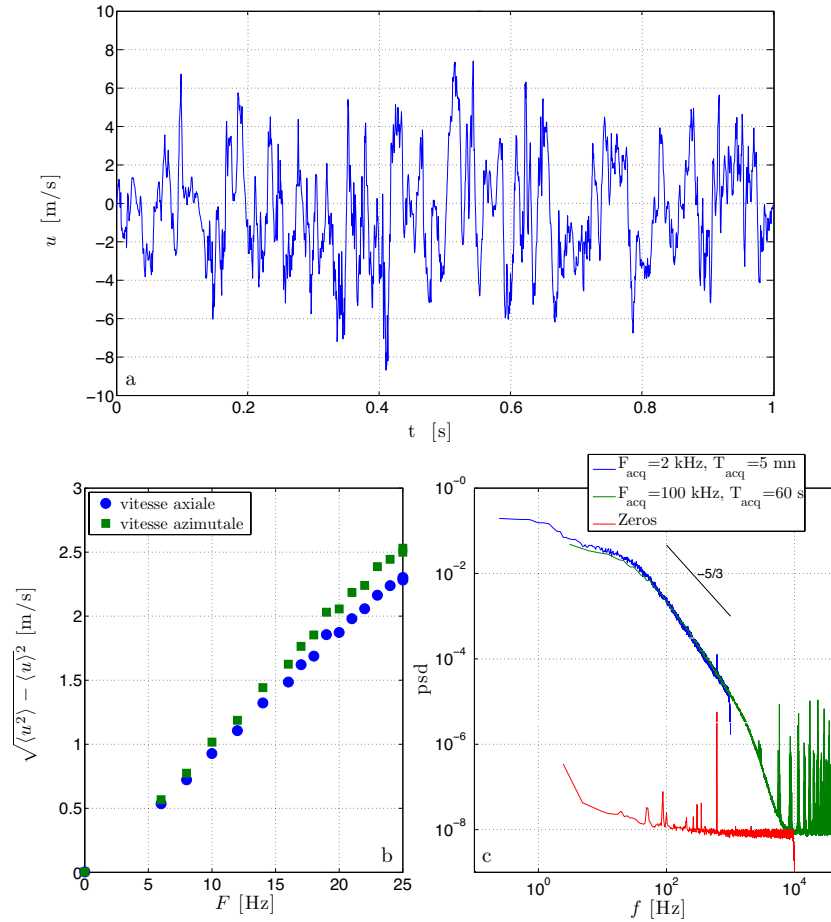 10
8
6
4
2
0
−2
−4
−6
−8
−10
u [m/s]
a
0 0.2 0.4 0.6 0.8 1
t [s]
vitesse axiale
vitesse azimutale
3
2.5
2
1.5
1
0.5
0
√⟨u²⟩ − ⟨u⟩² [m/s]
b
0 5 10 15 20 25
F [Hz]
F_acq=2 kHz, T_acq=5 mn
F_acq=100 kHz, T_acq=60 s
Zeros
10^−0
10^−2
10^−4
10^−6
10^−8
psd
−5/3
c
10^0 10^2 10^4
f [Hz]